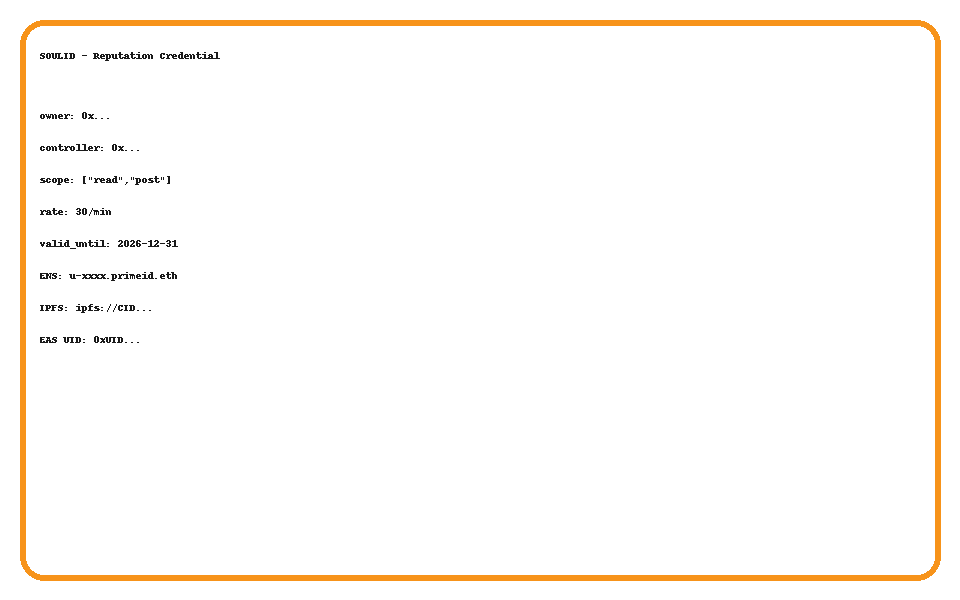 SOULID - Reputation Credential
owner: 0x...
controller: 0x...
scope: ["read","post"]
rate: 30/min
valid_until: 2026-12-31
ENS: u-xxxx.primeid.eth
IPFS: ipfs://CID...
EAS UID: 0xUID...